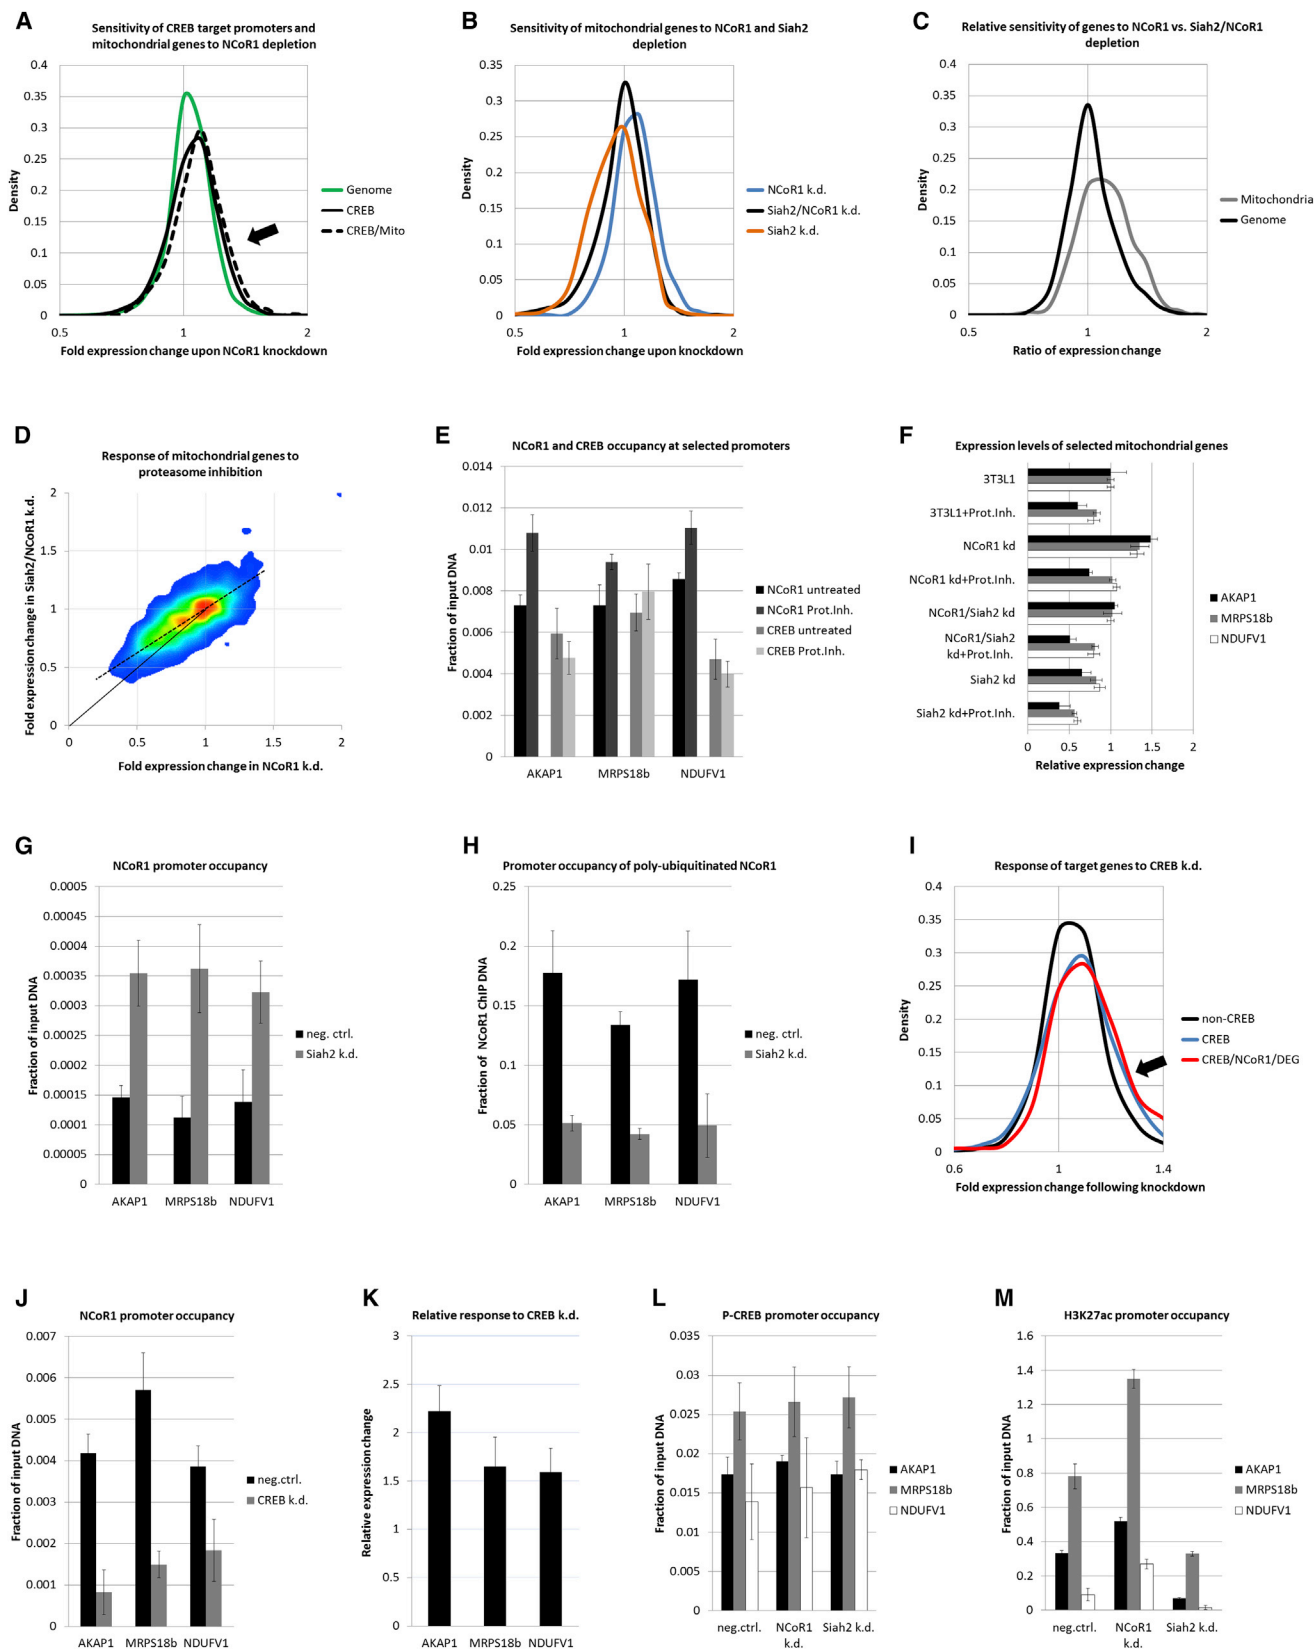 A
Sensitivity of CREB target promoters and
mitochondrial genes to NCoR1 depletion
0.4
0.35
0.3
0.25
0.2
0.15
0.1
0.05
0
Density
0.5
1
2
Fold expression change upon NCoR1 knockdown
Genome
CREB
CREB/Mito
B
Sensitivity of mitochondrial genes to NCoR1 and Siah2
depletion
0.35
0.3
0.25
0.2
0.15
0.1
0.05
0
Density
0.5
1
2
Fold expression change upon knockdown
NCoR1 k.d.
Siah2/NCoR1 k.d.
Siah2 k.d.
C
Relative sensitivity of genes to NCoR1 vs. Siah2/NCoR1
depletion
0.4
0.35
0.3
0.25
0.2
0.15
0.1
0.05
0
Density
0.5
1
2
Ratio of expression change
Mitochondria
Genome
D
Response of mitochondrial genes to
proteasome inhibition
Fold expression change in Siah2/NCoR1 k.d.
2
1.5
1
0.5
0
0
0.5
1
1.5
2
Fold expression change in NCoR1 k.d.
E
NCoR1 and CREB occupancy at selected promoters
0.014
0.012
0.01
0.008
0.006
0.004
0.002
0
Fraction of input DNA
AKAP1
MRPS18b
NDUFV1
NCoR1 untreated
NCoR1 Prot.Inh.
CREB untreated
CREB Prot.Inh.
F
Expression levels of selected mitochondrial genes
3T3L1
3T3L1+Prot.Inh.
NCoR1 kd
NCoR1 kd+Prot.Inh.
NCoR1/Siah2 kd
NCoR1/Siah2
kd+Prot.Inh.
Siah2 kd
Siah2 kd+Prot.Inh.
0
0.5
1
1.5
2
Relative expression change
AKAP1
MRPS18b
NDUFV1
G
NCoR1 promoter occupancy
0.0005
0.00045
0.0004
0.00035
0.0003
0.00025
0.0002
0.00015
0.0001
0.00005
0
Fraction of input DNA
AKAP1
MRPS18b
NDUFV1
neg. ctrl.
Siah2 k.d.
H
Promoter occupancy of poly-ubiquitinated NCoR1
0.25
0.2
0.15
0.1
0.05
0
Fraction of NCoR1 ChIP DNA
AKAP1
MRPS18b
NDUFV1
neg. ctrl.
Siah2 k.d.
I
Response of target genes to CREB k.d.
0.4
0.35
0.3
0.25
0.2
0.15
0.1
0.05
0
Density
0.6
1
1.4
Fold expression change following knockdown
non-CREB
CREB
CREB/NCoR1/DEG
J
NCoR1 promoter occupancy
0.007
0.006
0.005
0.004
0.003
0.002
0.001
0
Fraction of input DNA
AKAP1
MRPS18b
NDUFV1
neg.ctrl.
CREB k.d.
K
Relative response to CREB k.d.
3
2.5
2
1.5
1
0.5
0
Relative expression change
AKAP1
MRPS18b
NDUFV1
L
P-CREB promoter occupancy
0.035
0.03
0.025
0.02
0.015
0.01
0.005
0
Fraction of input DNA
neg.ctrl.
NCoR1
k.d.
Siah2 k.d.
AKAP1
MRPS18b
NDUFV1
M
H3K27ac promoter occupancy
1.6
1.4
1.2
1
0.8
0.6
0.4
0.2
0
Fraction of input DNA
neg.ctrl.
NCoR1
k.d.
Siah2 k.d.
AKAP1
MRPS18b
NDUFV1